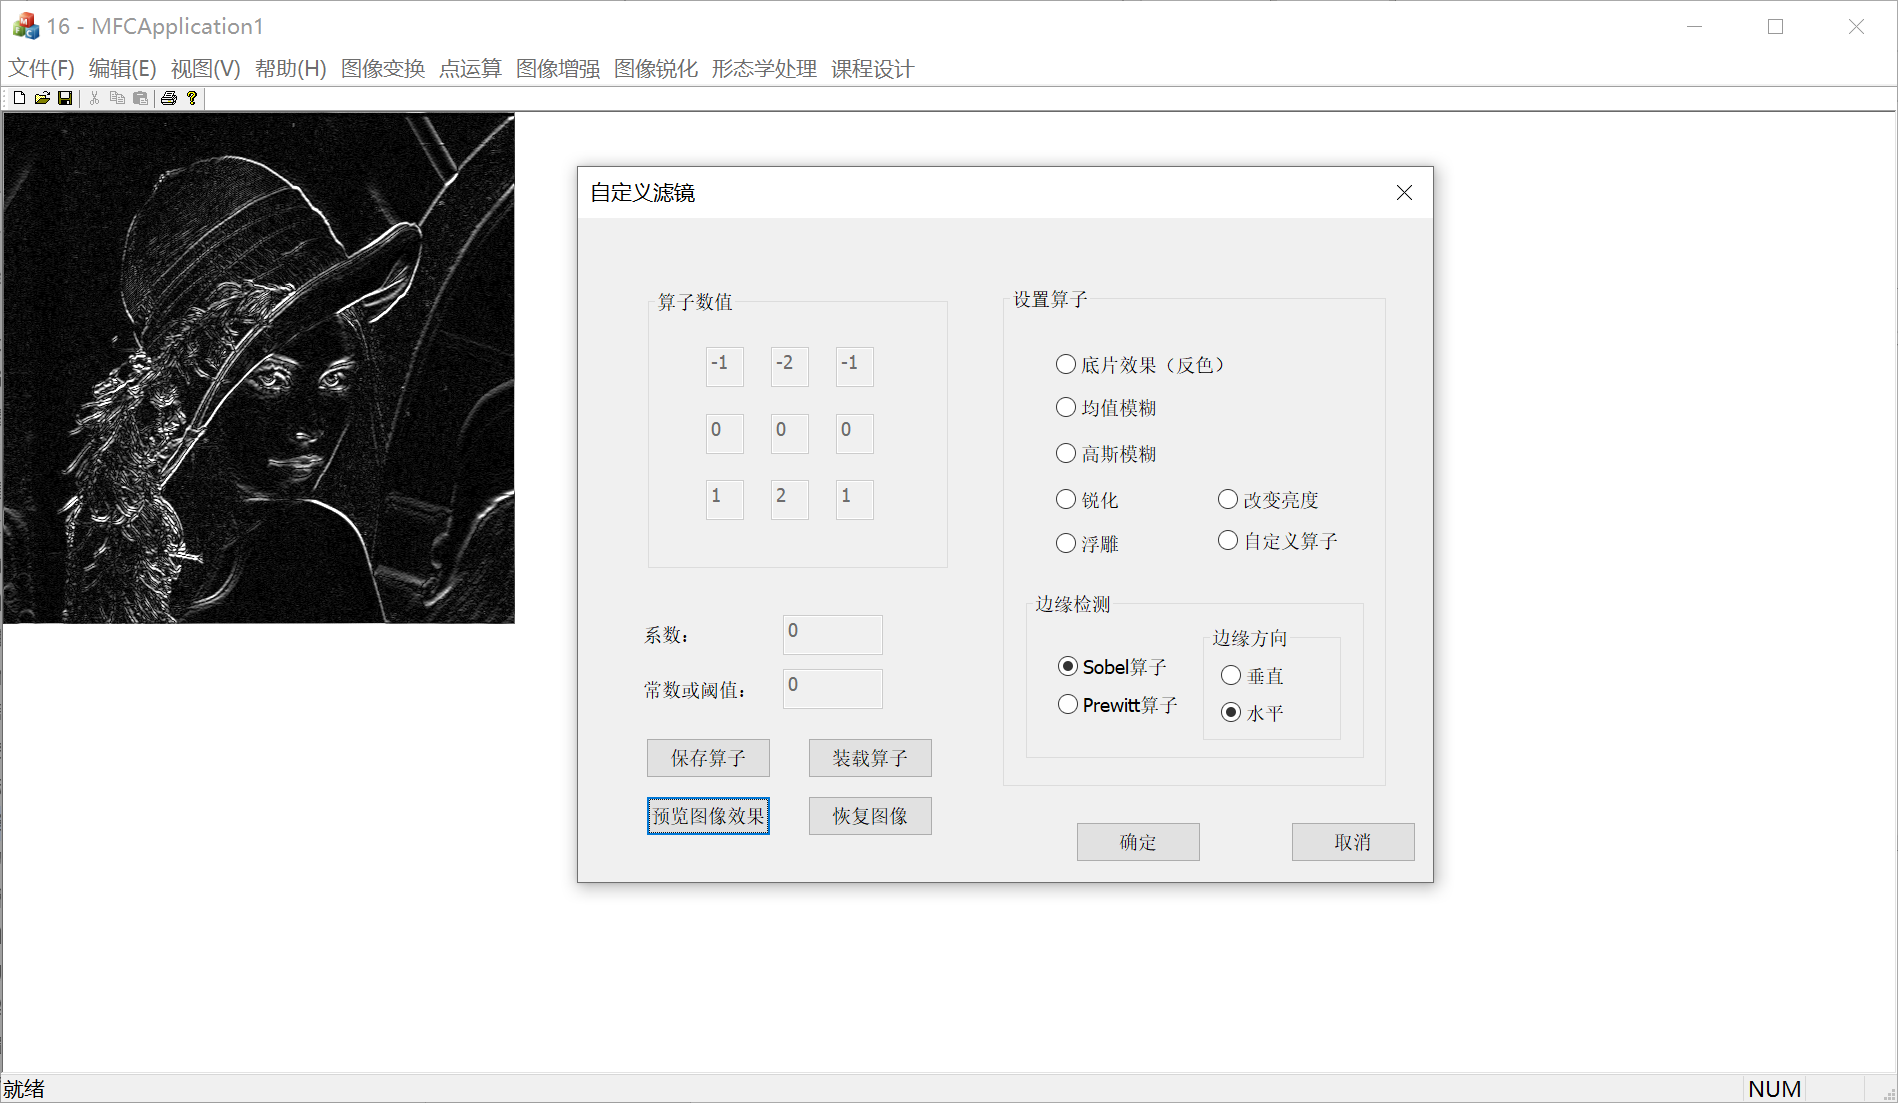 16 - MFCApplication1
文件(F) 编辑(E) 视图(V) 帮助(H) 图像变换 点运算 图像增强 图像锐化 形态学处理 课程设计
自定义滤镜
算子数值
-1 -2 -1
0 0 0
1 2 1
系数： 0
常数或阈值： 0
保存算子 装载算子
预览图像效果 恢复图像
设置算子
底片效果（反色）
均值模糊
高斯模糊
锐化 改变亮度
浮雕 自定义算子
边缘检测
Sobel算子
Prewitt算子
边缘方向
垂直
水平
确定 取消
就绪 NUM